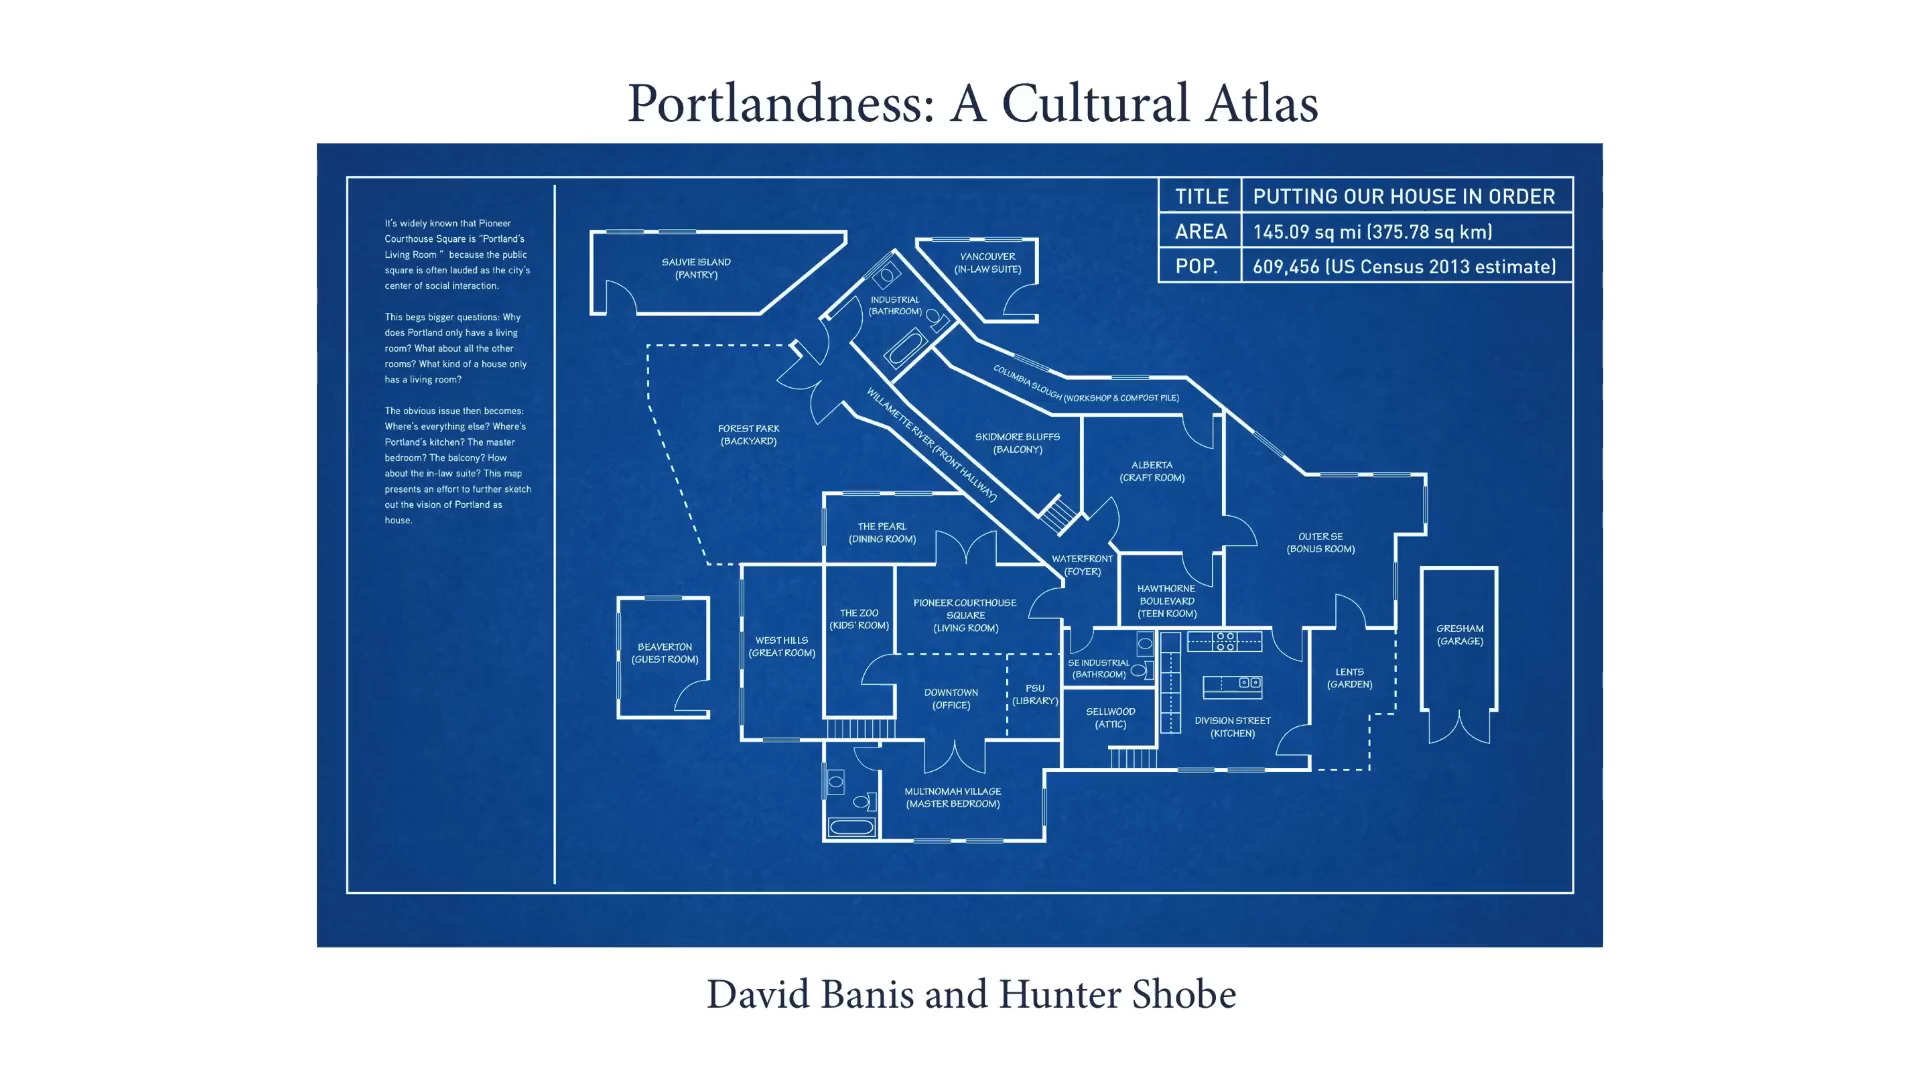 Portlandness: A Cultural Atlas
It's widely known that Pioneer
Courthouse Square is "Portland's
Living Room " because the public
square is often lauded as the city's
center of social interaction.
This begs bigger questions: Why
does Portland only have a living
room? What about all the other
rooms? What kind of a house only
has a living room?
The obvious issue then becomes:
Where's everything else? Where's
Portland's kitchen? The master
bedroom? The balcony? How
about the in-law suite? This map
presents an effort to further sketch
out the vision of Portland as
house.
TITLE PUTTING OUR HOUSE IN ORDER
AREA 145.09 sq mi (375.78 sq km)
POP. 609,456 (US Census 2013 estimate)
SAUVIE ISLAND
(PANTRY)
VANCOUVER
(IN-LAW SUITE)
INDUSTRIAL
(BATHROOM)
COLUMBIA SLOUGH (WORKSHOP & COMPOST PILE)
WILLAMETTE RIVER (FRONT HALLWAY)
FOREST PARK
(BACKYARD)
SKIDMORE BLUFFS
(BALCONY)
ALBERTA
(CRAFT ROOM)
THE PEARL
(DINING ROOM)
OUTER SE
(BONUS ROOM)
WATERFRONT
(FOYER)
HAWTHORNE
BOULEVARD
(TEEN ROOM)
PIONEER COURTHOUSE
SQUARE
(LIVING ROOM)
THE ZOO
(KIDS' ROOM)
WEST HILLS
(GREAT ROOM)
BEAVERTON
(GUEST ROOM)
GRESHAM
(GARAGE)
SE INDUSTRIAL
(BATHROOM)
LENTS
(GARDEN)
DOWNTOWN
(OFFICE)
PSU
(LIBRARY)
SELLWOOD
(ATTIC)
DIVISION STREET
(KITCHEN)
MULTNOMAH VILLAGE
(MASTER BEDROOM)
David Banis and Hunter Shobe